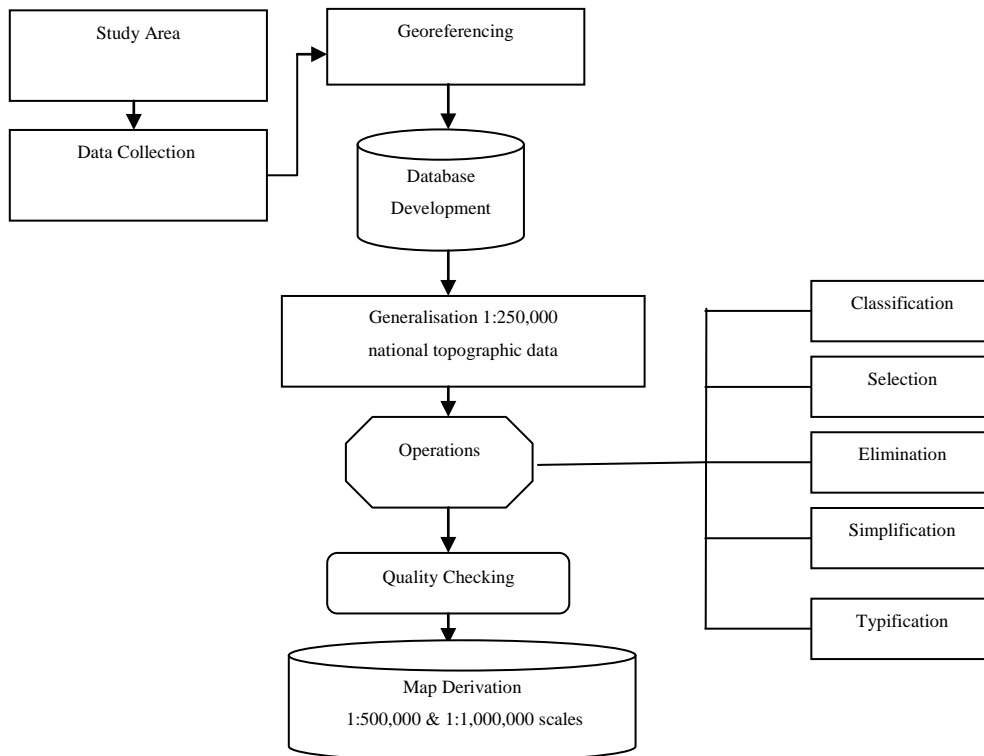 Study Area
Data Collection
Georeferencing
Database
Development
Generalisation 1:250,000
national topographic data
Operations
Classification
Selection
Elimination
Simplification
Typification
Quality Checking
Map Derivation
1:500,000 & 1:1,000,000 scales